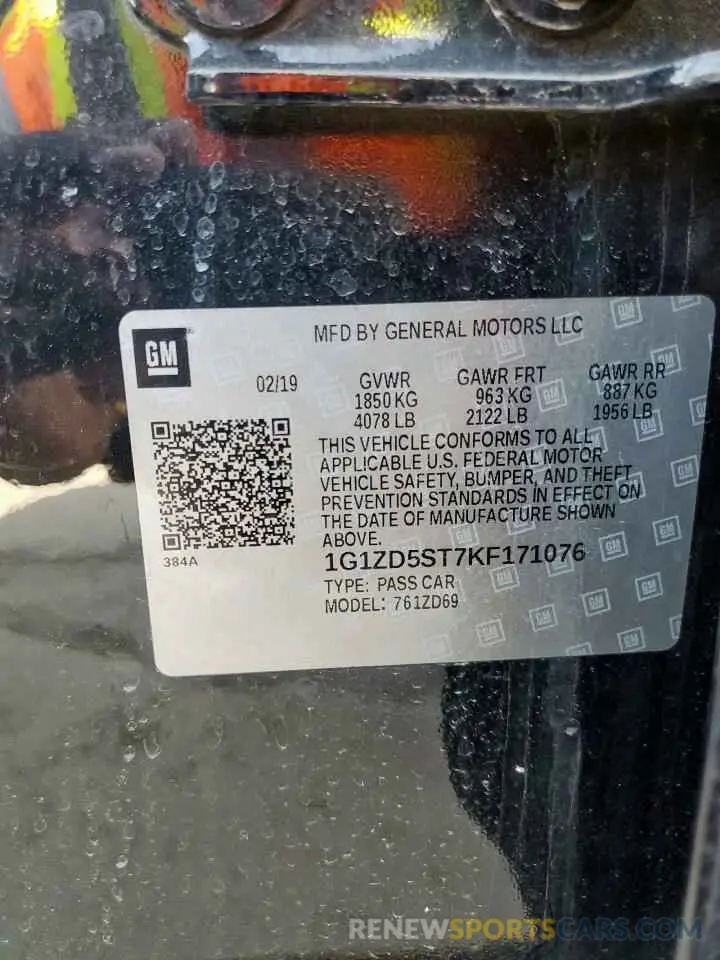 MFD BY GENERAL MOTORS LLC
GM
02/19
GVWR
1850 KG
4078 LB
GAWR FRT
963 KG
2122 LB
GAWR RR
887 KG
1956 LB
THIS VEHICLE CONFORMS TO ALL
APPLICABLE U.S. FEDERAL MOTOR
VEHICLE SAFETY, BUMPER, AND THEFT
PREVENTION STANDARDS IN EFFECT ON
THE DATE OF MANUFACTURE SHOWN
ABOVE.
384A
1G1ZD5ST7KF171076
TYPE: PASS CAR
MODEL: 761ZD69
RENEWSPORTSCARS.COM